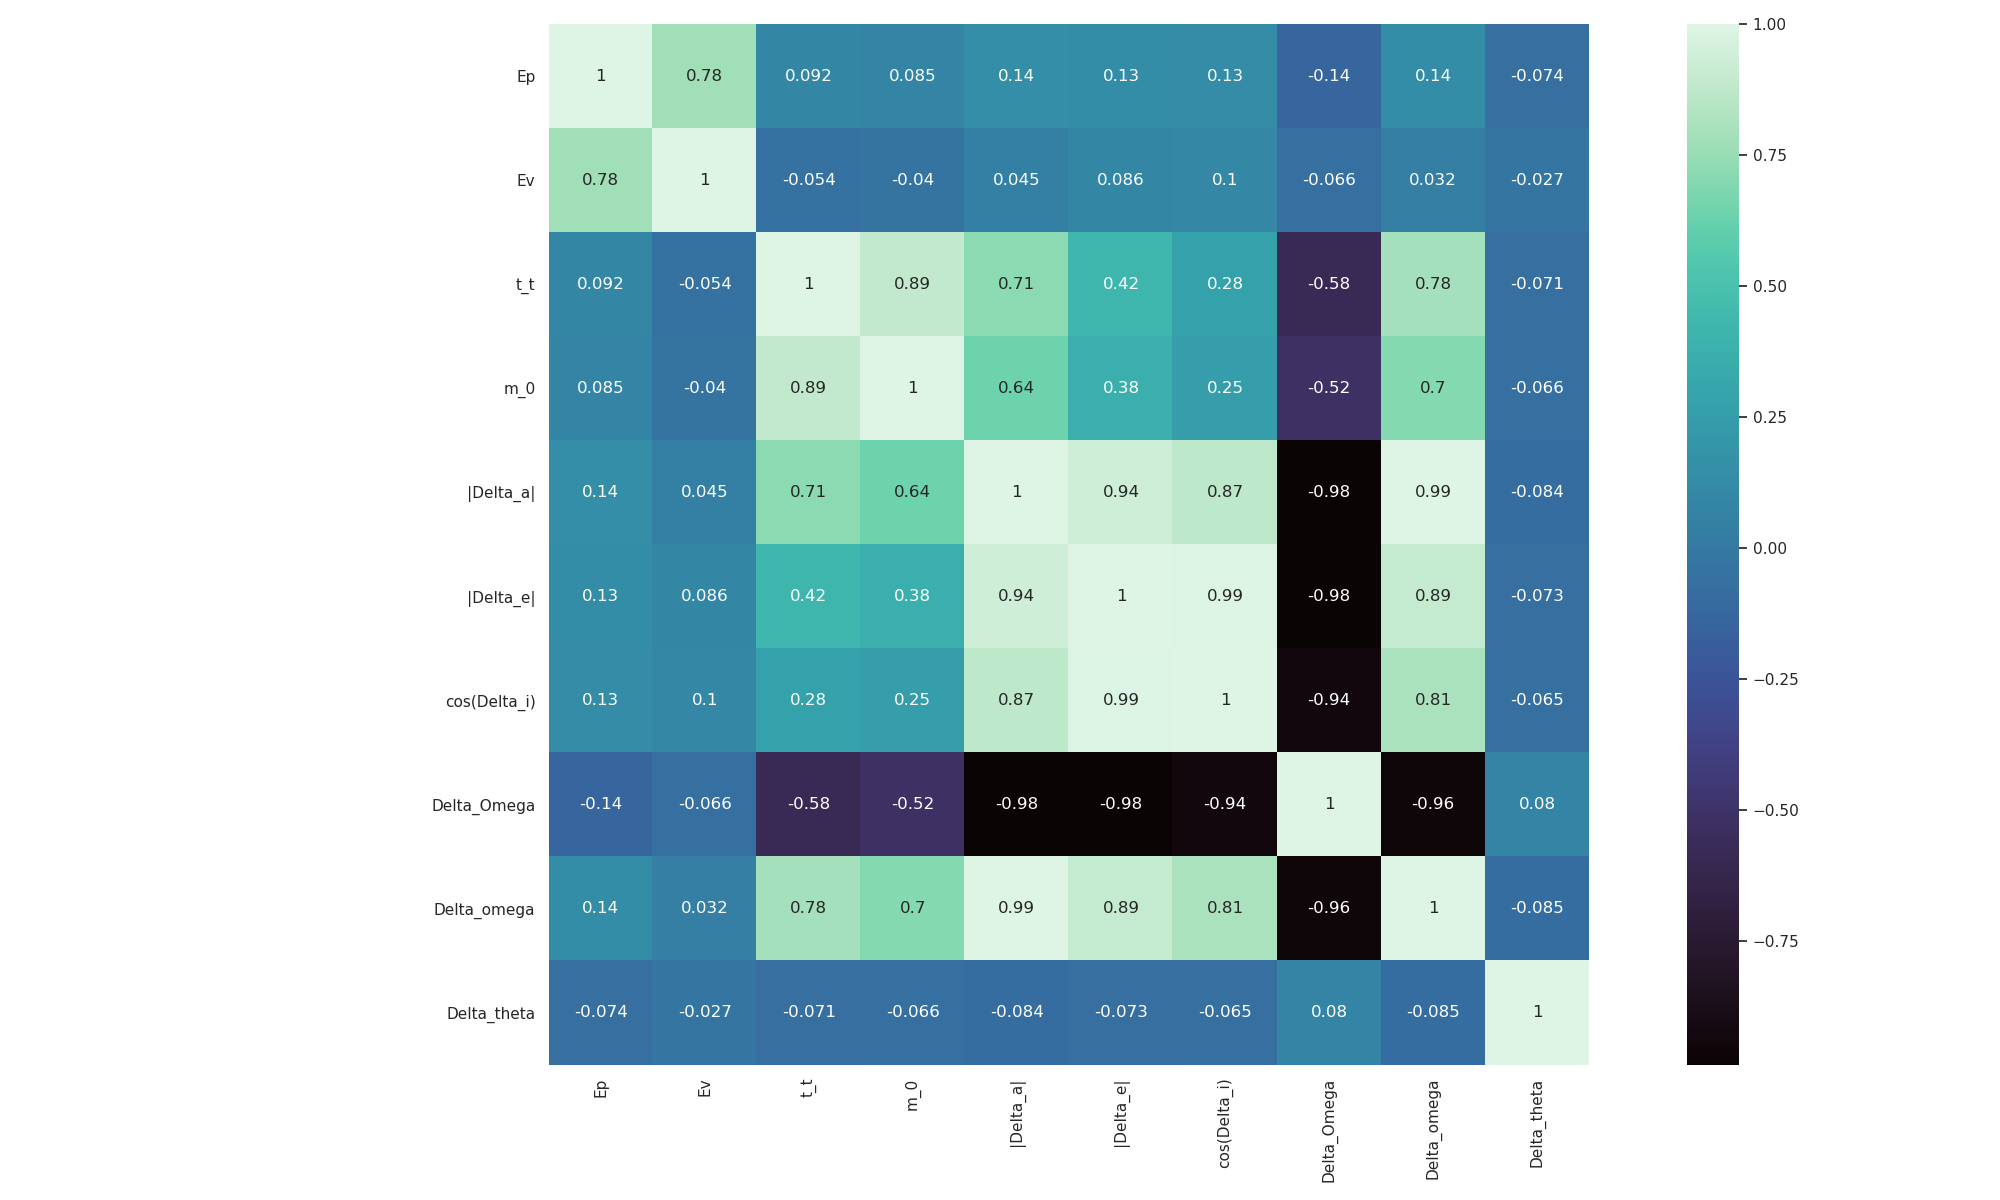 Ep 1 0.78 0.092 0.085 0.14 0.13 0.13 -0.14 0.14 -0.074
Ev 0.78 1 -0.054 -0.04 0.045 0.086 0.1 -0.066 0.032 -0.027
t_t 0.092 -0.054 1 0.89 0.71 0.42 0.28 -0.58 0.78 -0.071
m_0 0.085 -0.04 0.89 1 0.64 0.38 0.25 -0.52 0.7 -0.066
|Delta_a| 0.14 0.045 0.71 0.64 1 0.94 0.87 -0.98 0.99 -0.084
|Delta_e| 0.13 0.086 0.42 0.38 0.94 1 0.99 -0.98 0.89 -0.073
cos(Delta_i) 0.13 0.1 0.28 0.25 0.87 0.99 1 -0.94 0.81 -0.065
Delta_Omega -0.14 -0.066 -0.58 -0.52 -0.98 -0.98 -0.94 1 -0.96 0.08
Delta_omega 0.14 0.032 0.78 0.7 0.99 0.89 0.81 -0.96 1 -0.085
Delta_theta -0.074 -0.027 -0.071 -0.066 -0.084 -0.073 -0.065 0.08 -0.085 1
Ep Ev t_t m_0 |Delta_a| |Delta_e| cos(Delta_i) Delta_Omega Delta_omega Delta_theta
1.00
0.75
0.50
0.25
0.00
−0.25
−0.50
−0.75